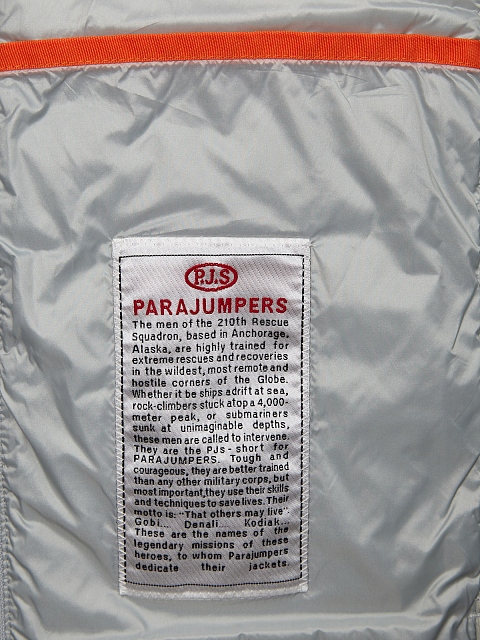 P.J.S
PARAJUMPERS
The men of the 210th Rescue
Squadron, based in Anchorage,
Alaska, are highly trained for
extreme rescues and recoveries
in the wildest, most remote and
hostile corners of the Globe.
Whether it be ships adrift at sea,
rock-climbers stuck atop a 4,000-
meter peak, or submariners
sunk at unimaginable depths,
these men are called to intervene.
They are the PJs - short for
PARAJUMPERS. Tough and
courageous, they are better trained
than any other military corps, but
most important,they use their skills
and techniques to save lives. Their
motto is: "That others may live".
Gobi... Denali... Kodiak...
These are the names of the
legendary missions of these
heroes, to whom Parajumpers
dedicate their jackets.